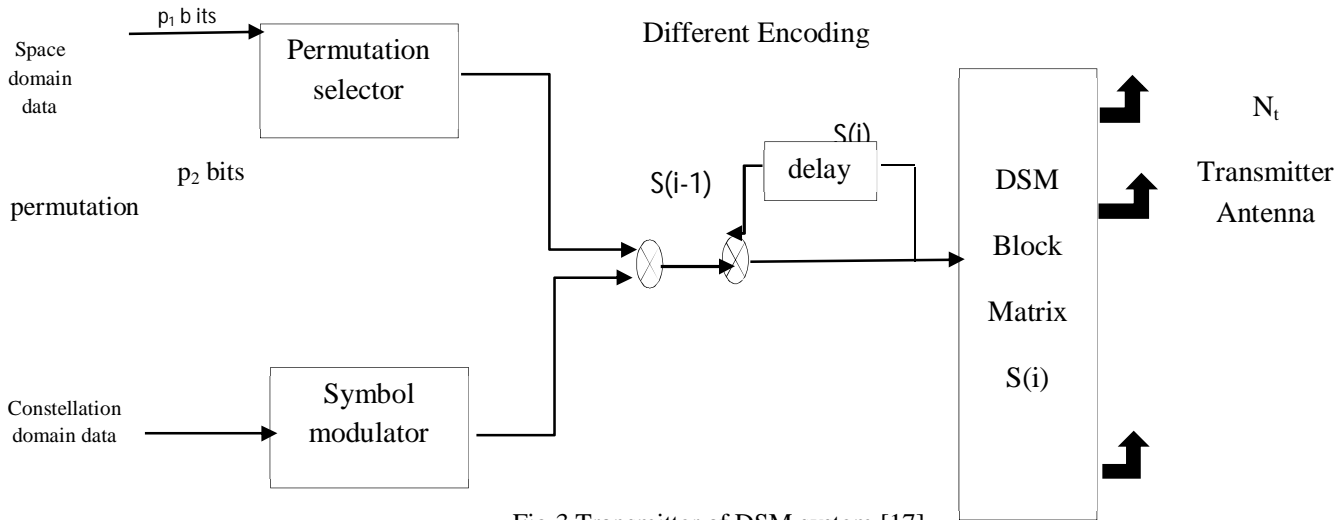 p1 b its
Space
domain
data
Permutation
selector
Different Encoding
p2 bits
permutation
S(i)
S(i-1)
delay
DSM
Block
Matrix
S(i)
Nt
Transmitter
Antenna
Constellation
domain data
Symbol
modulator
Fig.3 Transmitter of DSM system [17]